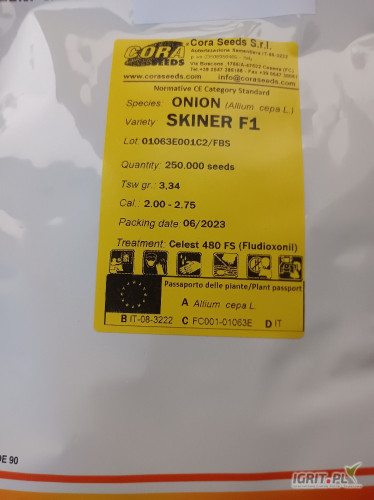 CORA
SEEDS
Cora Seeds S.r.l.
www.coraseeds.com info@coraseeds.com
Normative CE Category Standard
Species: ONION (Allium cepa L.)
Variety SKINER F1
Lot: 01063E001C2/FBS
Quantity: 250.000 seeds
Tsw gr.: 3,34
Cal. 2.00 - 2.75
Packing date: 06/2023
Treatment: Celest 480 FS (Fludioxonil)
Passaporto delle piante/Plant passport
A Allium cepa L.
B IT-08-3222 C FC001-01063E D IT
DE 90
IGRIT.PL